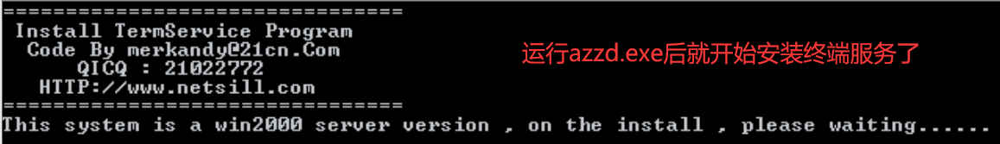 =================================
Install TermService Program
Code By merkandy@21cn.Com
QICQ : 21022772
HTTP://www.netsill.com
=================================
This system is a win2000 server version , on the install , please waiting......
运行azzd.exe后就开始安装终端服务了